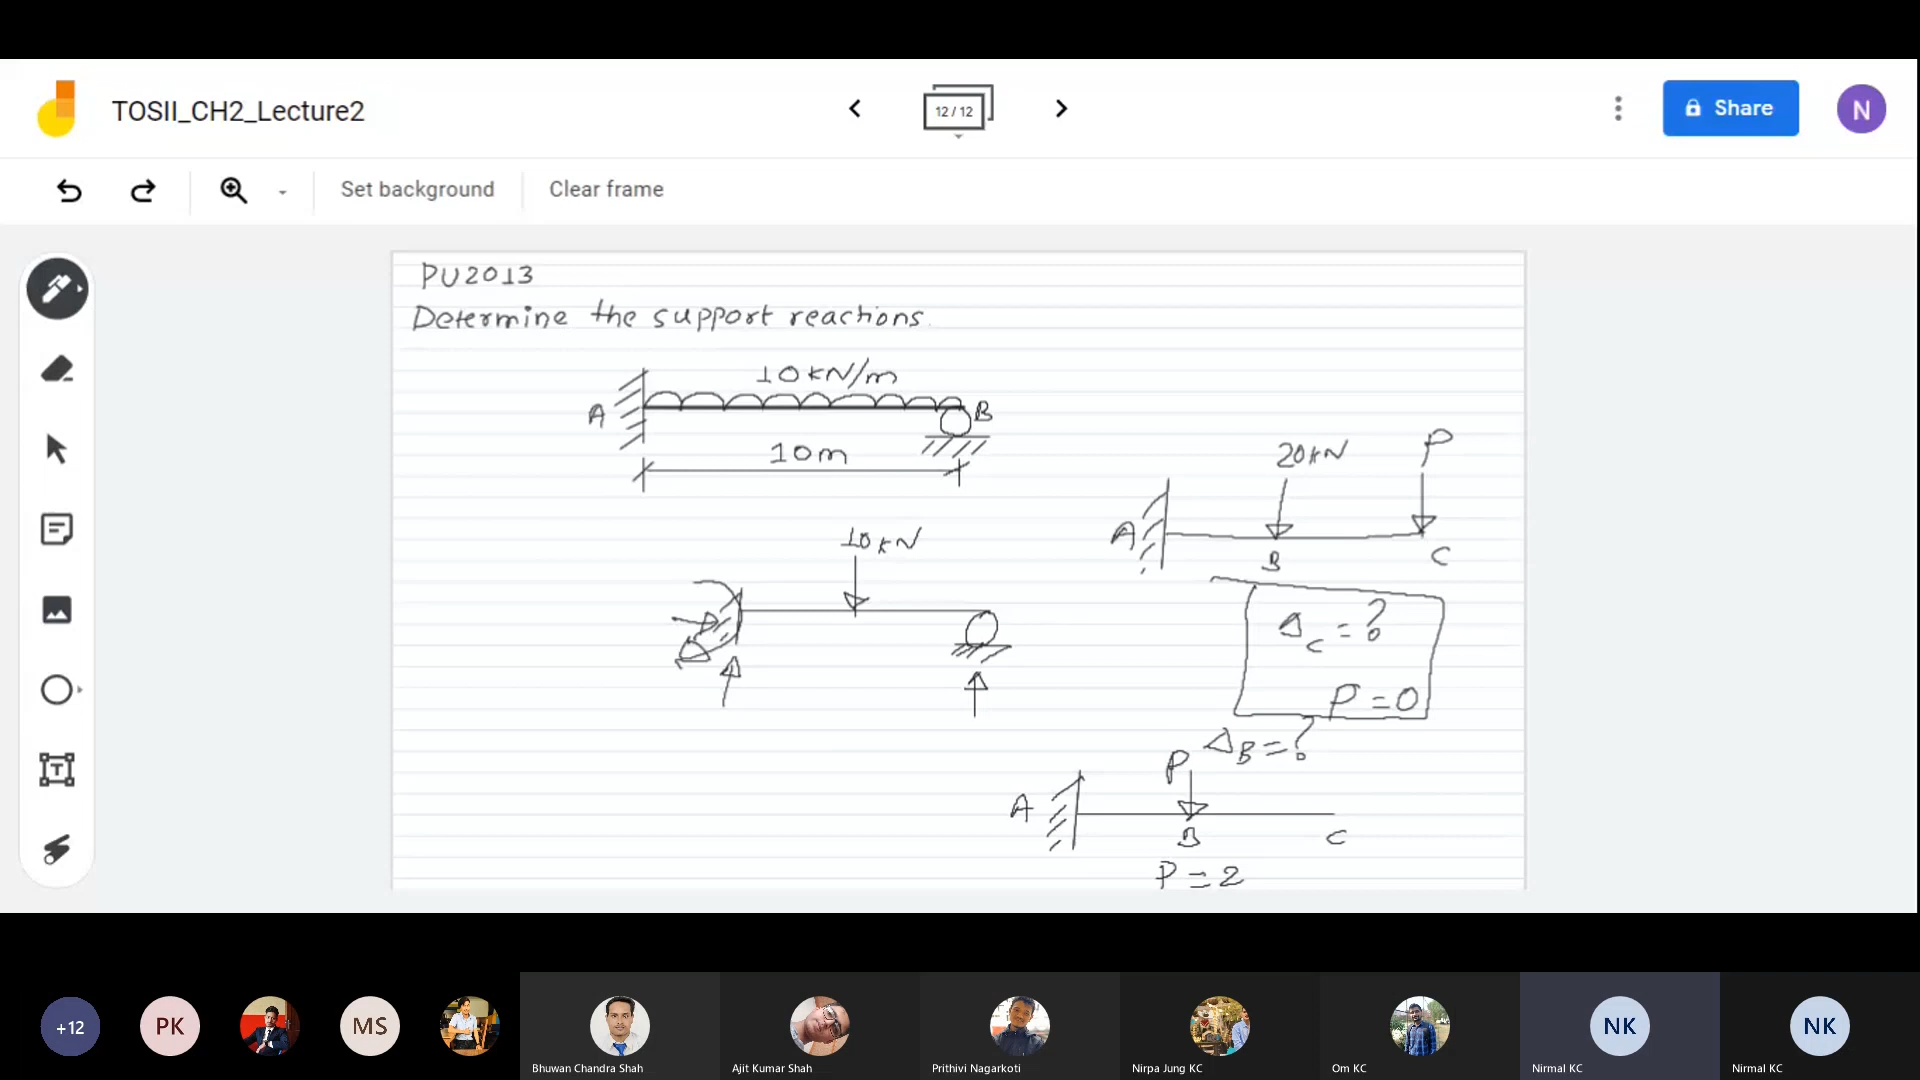 TOSII_CH2_Lecture2
12 / 12
Share
N
Set background
Clear frame
PU2013
Determine the support reactions.
10kN/m
A
B
10m
20kN
P
A
B
C
10kN
Δc = ?
P = 0
ΔB = ?
P
A
B
C
P = 2
+12
PK
MS
NK
NK
Bhuwan Chandra Shah
Ajit Kumar Shah
Prithivi Nagarkoti
Nirpa Jung KC
Om KC
Nirmal KC
Nirmal KC